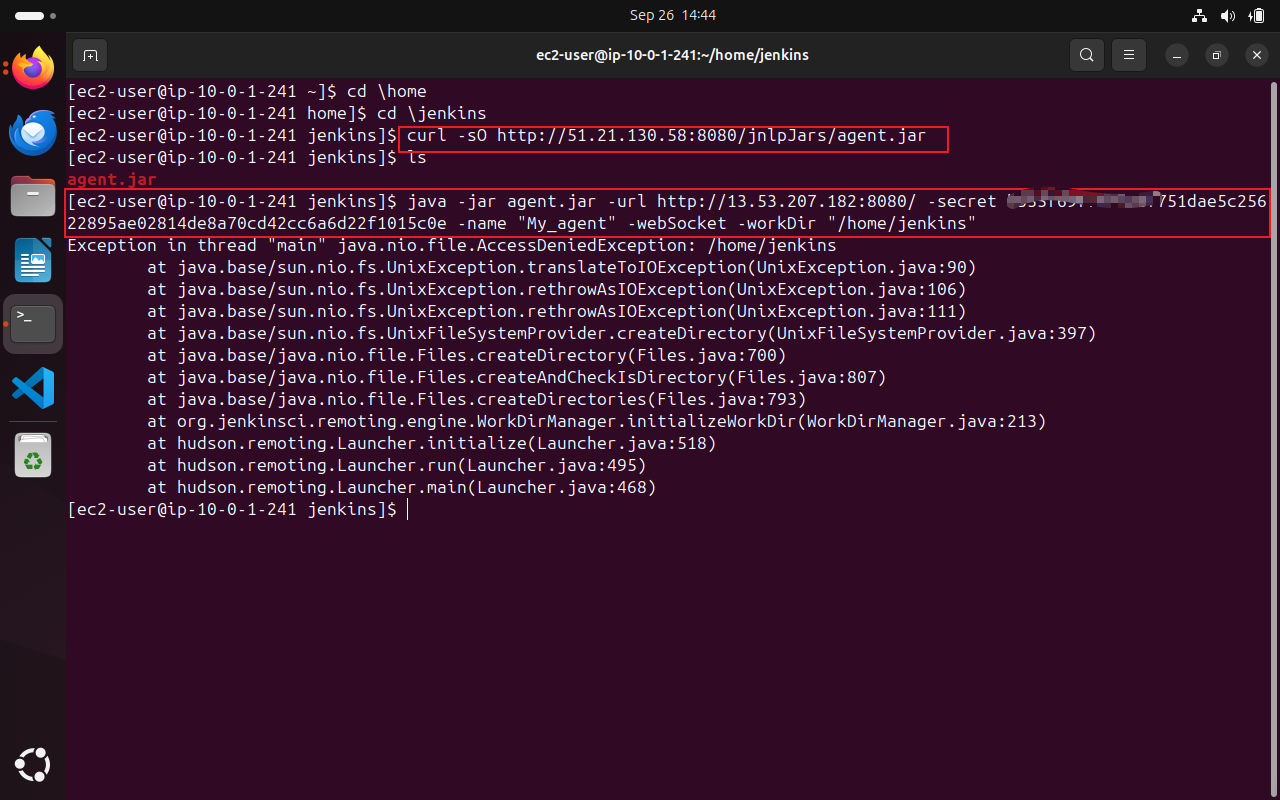 Sep 26 14:44
ec2-user@ip-10-0-1-241:~/home/jenkins
[ec2-user@ip-10-0-1-241 ~]$ cd \home
[ec2-user@ip-10-0-1-241 home]$ cd \jenkins
[ec2-user@ip-10-0-1-241 jenkins]$ curl -sO http://51.21.130.58:8080/jnlpJars/agent.jar
[ec2-user@ip-10-0-1-241 jenkins]$ ls
agent.jar
[ec2-user@ip-10-0-1-241 jenkins]$ java -jar agent.jar -url http://13.53.207.182:8080/ -secret
22895ae02814de8a70cd42cc6a6d22f1015c0e -name "My_agent" -webSocket -workDir "/home/jenkins"
Exception in thread "main" java.nio.file.AccessDeniedException: /home/jenkins
at java.base/sun.nio.fs.UnixException.translateToIOException(UnixException.java:90)
at java.base/sun.nio.fs.UnixException.rethrowAsIOException(UnixException.java:106)
at java.base/sun.nio.fs.UnixException.rethrowAsIOException(UnixException.java:111)
at java.base/sun.nio.fs.UnixFileSystemProvider.createDirectory(UnixFileSystemProvider.java:397)
at java.base/java.nio.file.Files.createDirectory(Files.java:700)
at java.base/java.nio.file.Files.createAndCheckIsDirectory(Files.java:807)
at java.base/java.nio.file.Files.createDirectories(Files.java:793)
at org.jenkinsci.remoting.engine.WorkDirManager.initializeWorkDir(WorkDirManager.java:213)
at hudson.remoting.Launcher.initialize(Launcher.java:518)
at hudson.remoting.Launcher.run(Launcher.java:495)
at hudson.remoting.Launcher.main(Launcher.java:468)
[ec2-user@ip-10-0-1-241 jenkins]$